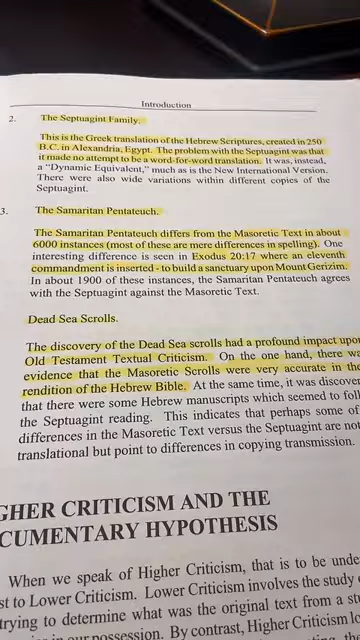 Introduction
2. The Septuagint Family.
This is the Greek translation of the Hebrew Scriptures, created in 250
B.C. in Alexandria, Egypt. The problem with the Septuagint was that
it made no attempt to be a word-for-word translation. It was, instead,
a "Dynamic Equivalent," much as is the New International Version.
There were also wide variations within different copies of the
Septuagint.
3. The Samaritan Pentateuch.
The Samaritan Pentateuch differs from the Masoretic Text in about
6000 instances (most of these are mere differences in spelling). One
interesting difference is seen in Exodus 20:17 where an eleventh
commandment is inserted - to build a sanctuary upon Mount Gerizim.
In about 1900 of these instances, the Samaritan Pentateuch agrees
with the Septuagint against the Masoretic Text.
Dead Sea Scrolls.
The discovery of the Dead Sea scrolls had a profound impact upon
Old Testament Textual Criticism. On the one hand, there wa
evidence that the Masoretic Scrolls were very accurate in the
rendition of the Hebrew Bible. At the same time, it was discover
that there were some Hebrew manuscripts which seemed to foll
the Septuagint reading. This indicates that perhaps some of
differences in the Masoretic Text versus the Septuagint are not
translational but point to differences in copying transmission.
GHER CRITICISM AND THE
CUMENTARY HYPOTHESIS
When we speak of Higher Criticism, that is to be unde
st to Lower Criticism. Lower Criticism involves the study
trying to determine what was the original text from a stu
in our possession. By contrast, Higher Criticism